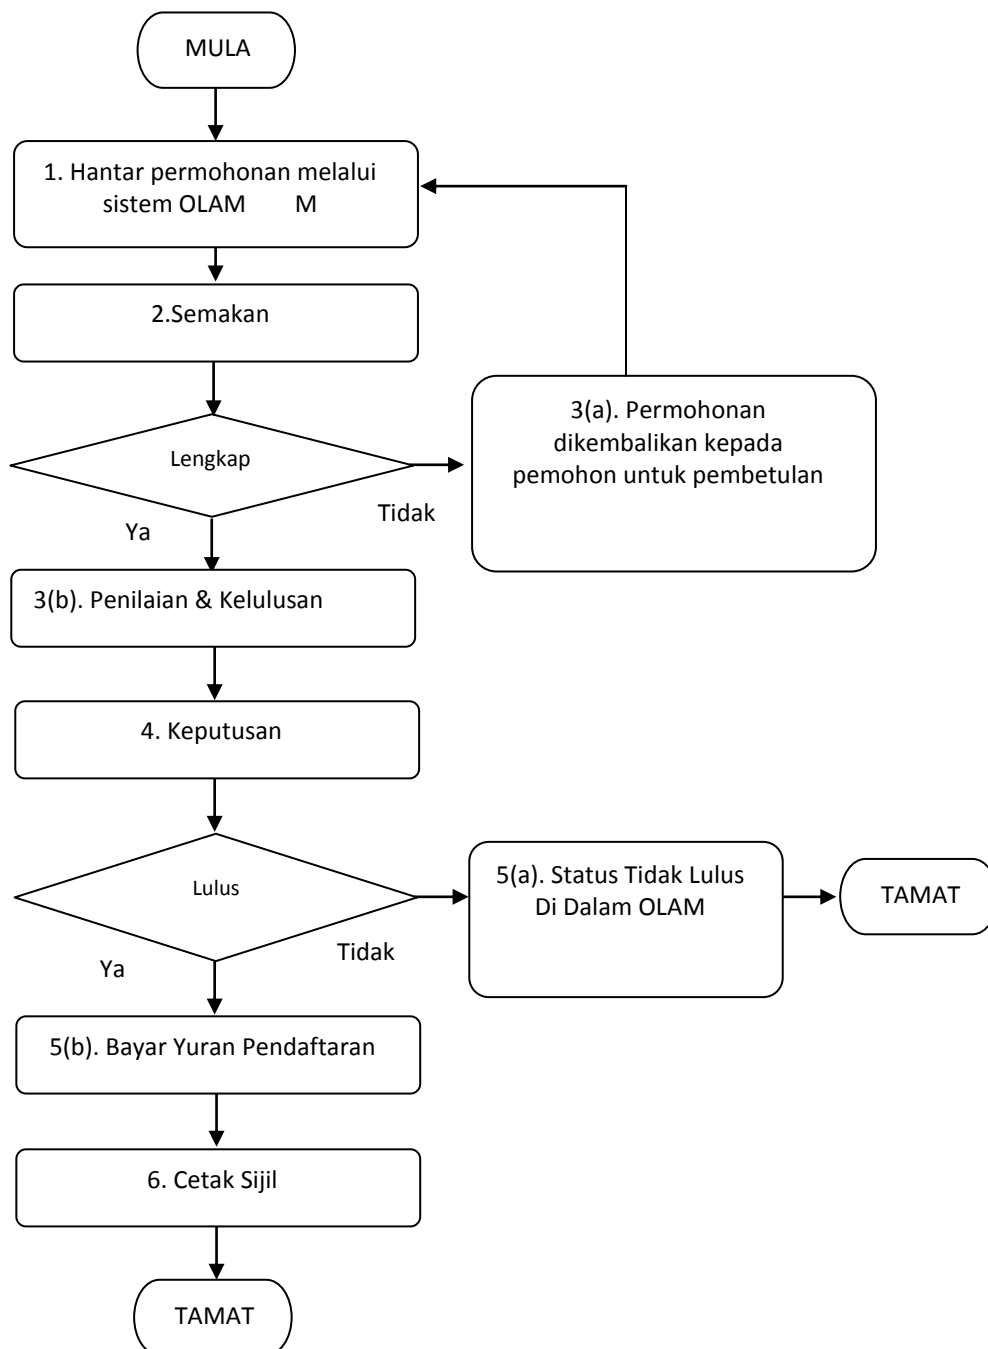 MULA
1. Hantar permohonan melalui
sistem OLAM M
2.Semakan
Lengkap
3(a). Permohonan
dikembalikan kepada
pemohon untuk pembetulan
Tidak
Ya
3(b). Penilaian & Kelulusan
4. Keputusan
Lulus
5(a). Status Tidak Lulus
Di Dalam OLAM
TAMAT
Tidak
Ya
5(b). Bayar Yuran Pendaftaran
6. Cetak Sijil
TAMAT